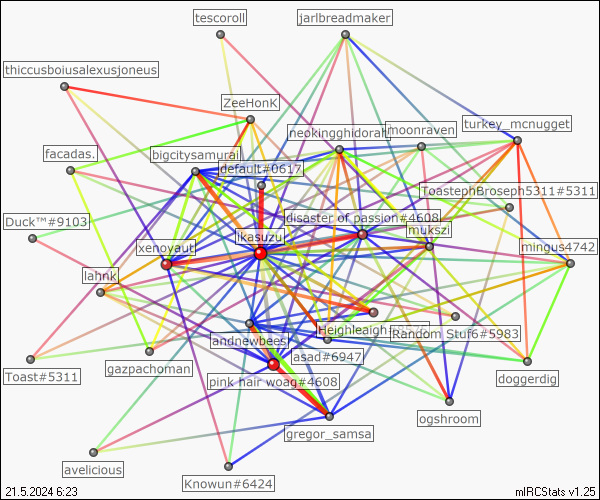 tescoroll
jarlbreadmaker
thiccusboiusalexusjoneus
ZeeHonK
turkey_mcnugget
neokingghidorah
moonraven
facadas.
bigcitysamurai
default#0617
ToastephBroseph5311#5311
Duck™#9103
disaster of passion#4608
mukszi
ikasuzu
xenoyaut
mingus4742
lahnk
Heighleaigh
Random Stuf6#5983
andnewbees
asad#6947
Toast#5311
gazpachoman
pink hair woag#4608
doggerdig
ogshroom
gregor_samsa
avelicious
Knowun#6424
21.5.2024 6:23
mIRCStats v1.25